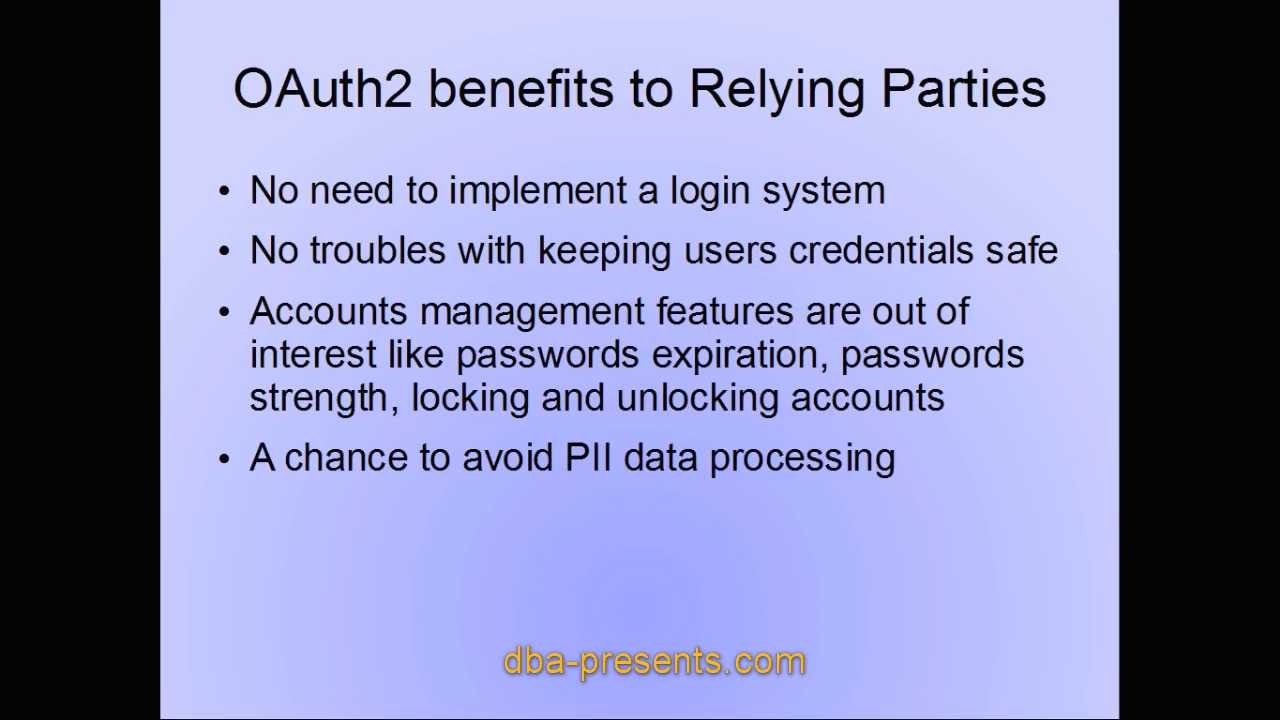 OAuth2 benefits to Relying Parties
• No need to implement a login system
• No troubles with keeping users credentials safe
• Accounts management features are out of
interest like passwords expiration, passwords
strength, locking and unlocking accounts
• A chance to avoid PII data processing
dba-presents.com